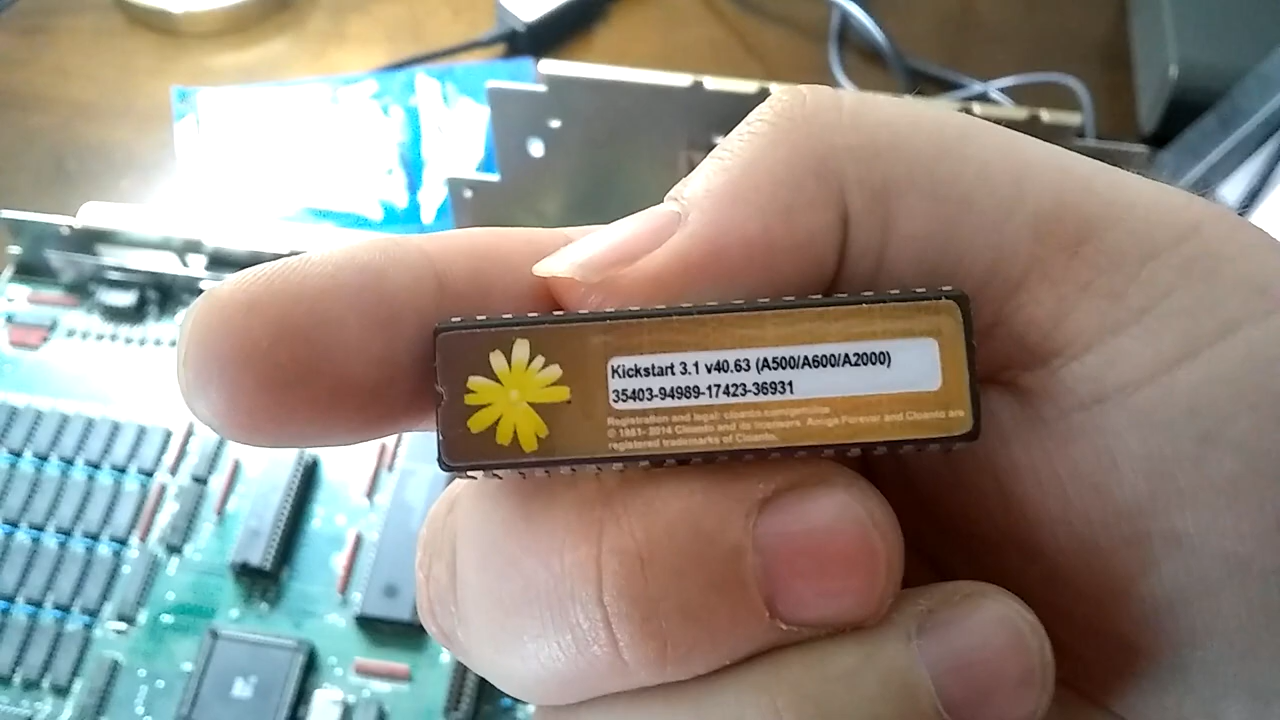 Kickstart 3.1 v40.63 (A500/A600/A2000)
35403-94989-17423-36931
Registration and legal: cloanto.com/genuine
© 1981-2014 Cloanto and its licensors. Amiga Forever and Cloanto are
registered trademarks of Cloanto.